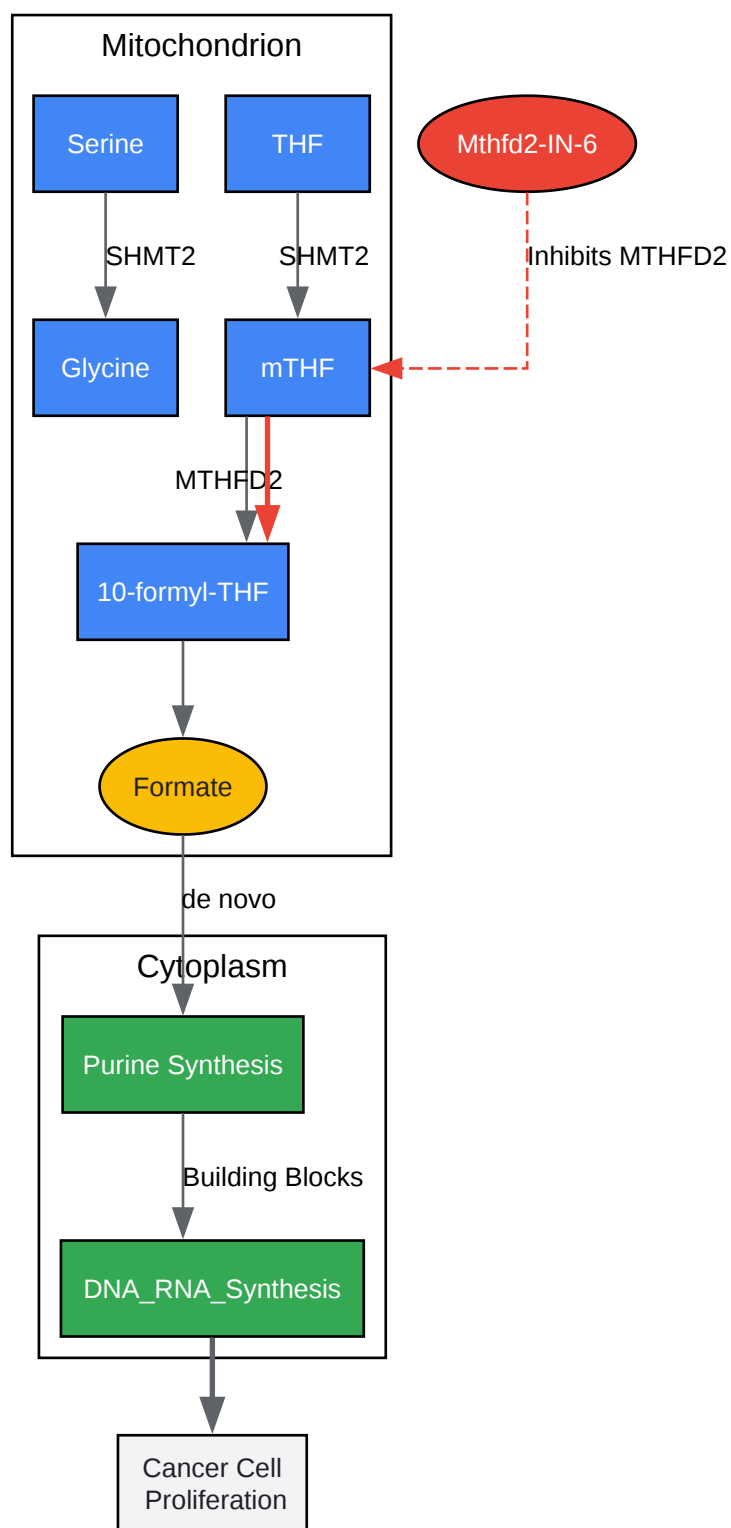 Mitochondrion
Serine
THF
Mthfd2-IN-6
SHMT2
SHMT2
Inhibits MTHFD2
Glycine
mTHF
MTHFD2
10-formyl-THF
Formate
de novo
Cytoplasm
Purine Synthesis
Building Blocks
DNA_RNA_Synthesis
Cancer Cell
Proliferation